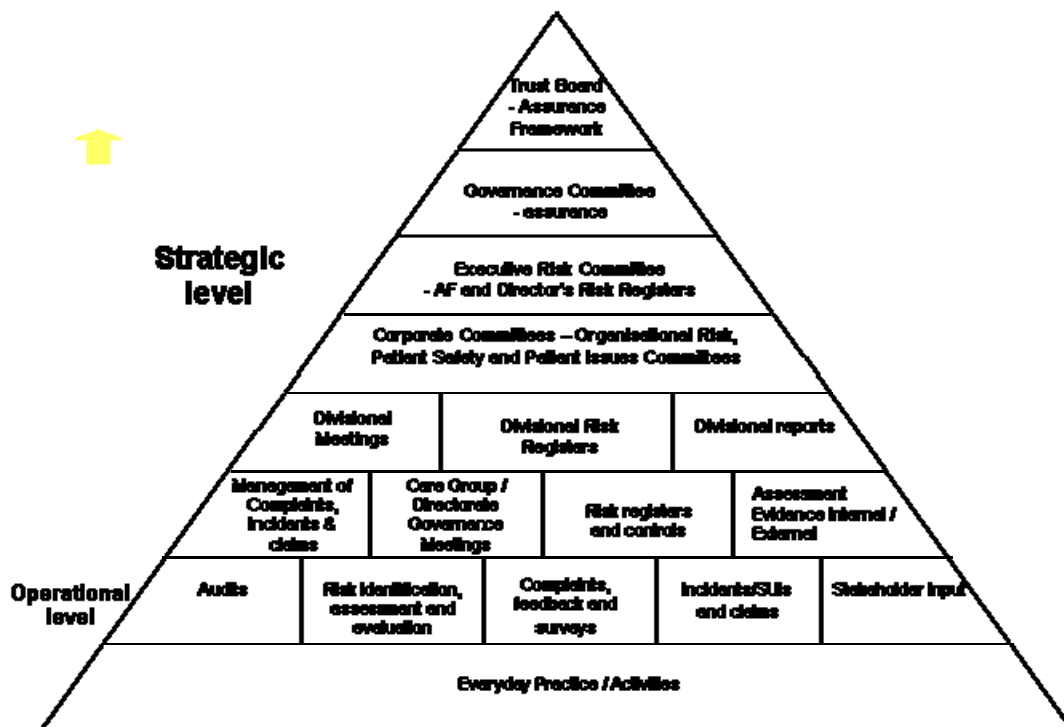 Trust Board
- Assurance
Framework
Governance Committee
- assurance
Strategic
level
Executive Risk Committee
- AF and Director's Risk Registers
Corporate Committees – Organisational Risk,
Patient Safety and Patient Issues Committees
Divisional
Meetings
Divisional Risk
Registers
Divisional reports
Management of
Complaints,
Incidents &
claims
Care Group /
Directorate
Governance
Meetings
Risk registers
and controls
Assessment
Evidence Internal /
External
Operational
level
Audits
Risk Identification,
assessment and
evaluation
Complaints,
feedback and
surveys
Incidents/SUIs
and claims
Stakeholder Input
Everyday Practice / Activities